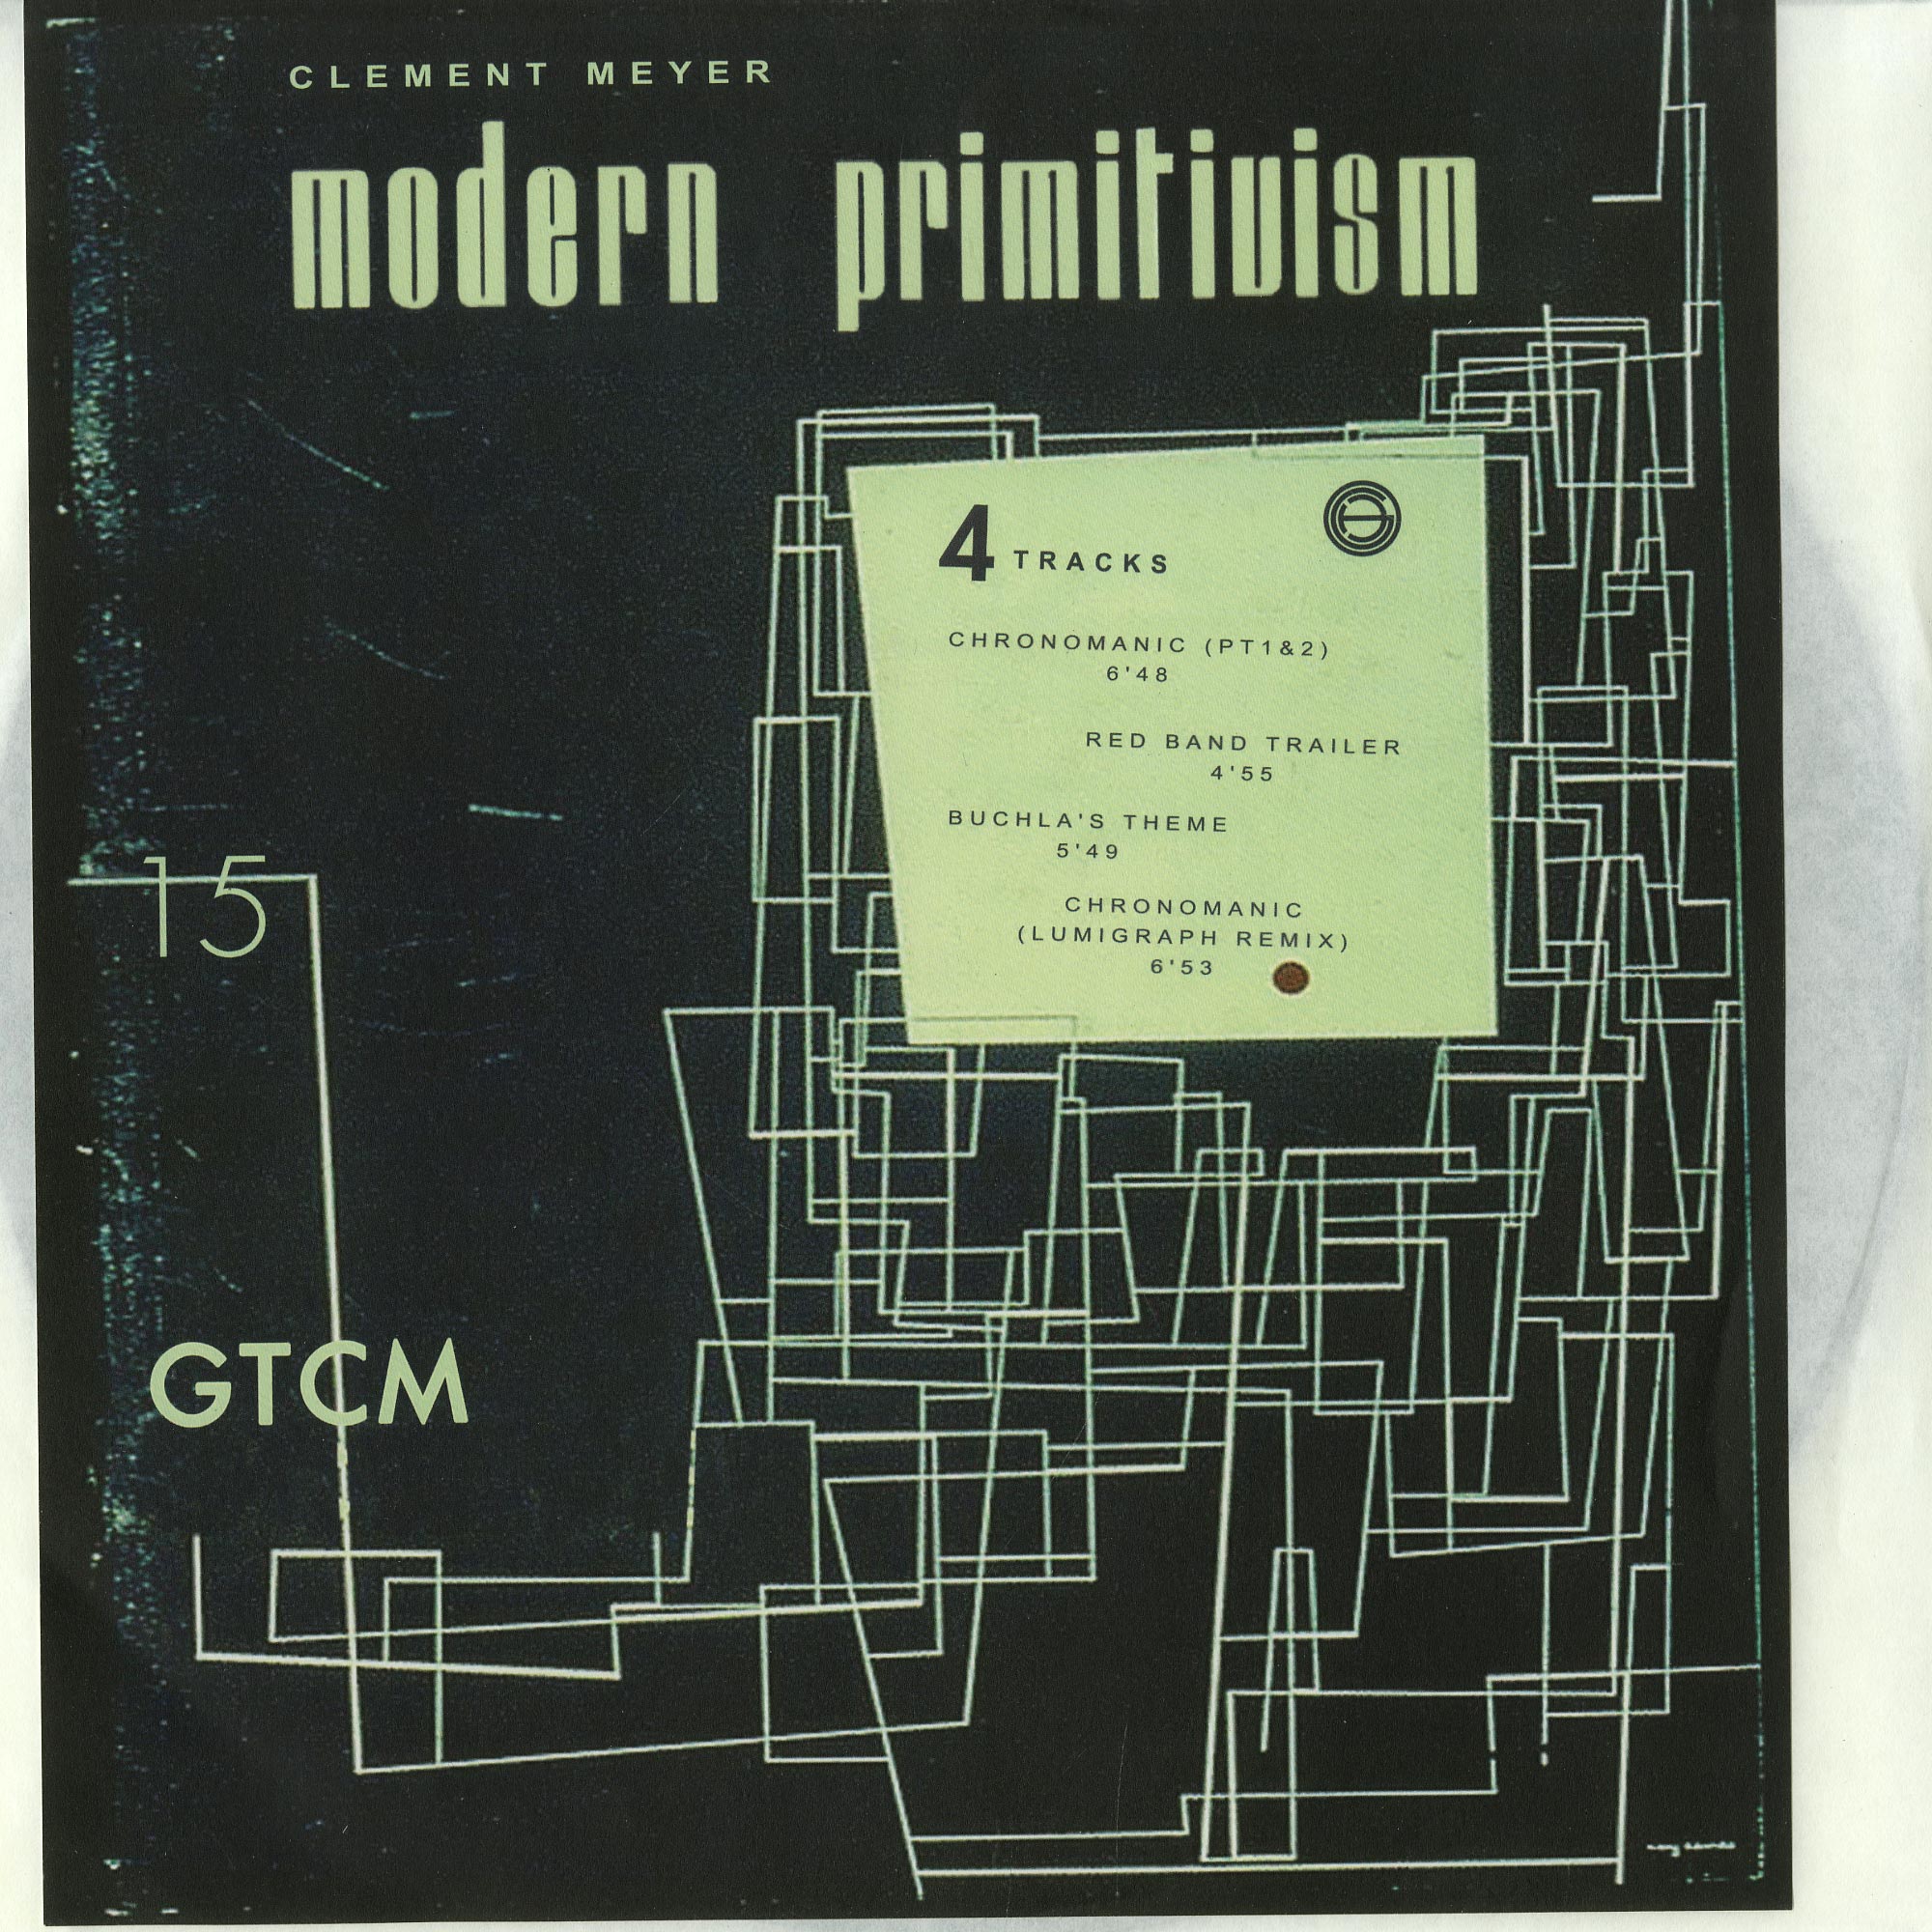 CLEMENT MEYER
modern primitivism
4 TRACKS
CHRONOMANIC (PT1&2)
6'48
RED BAND TRAILER
4'55
BUCHLA'S THEME
5'49
CHRONOMANIC
(LUMIGRAPH REMIX)
6'53
15
GTCM